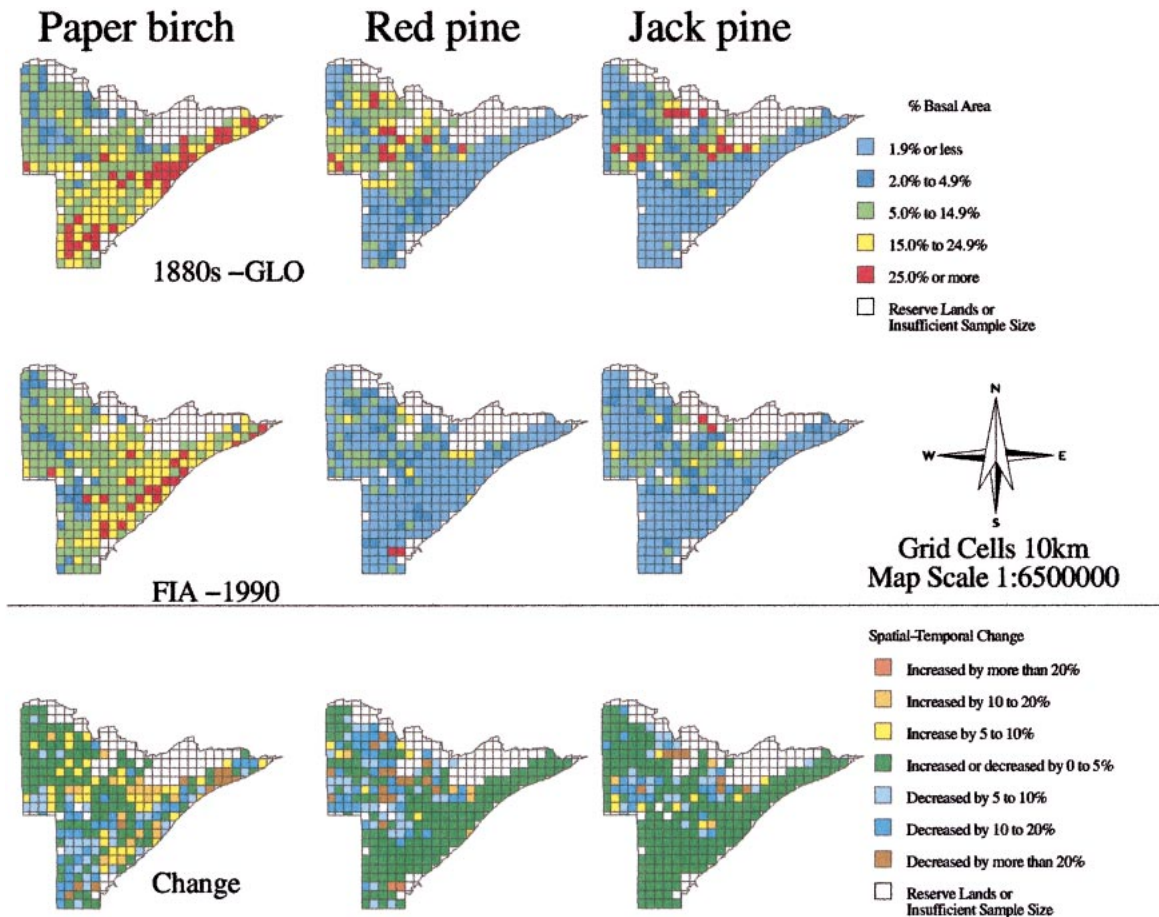 Paper birch
Red pine
Jack pine
% Basal Area
1.9% or less
2.0% to 4.9%
5.0% to 14.9%
15.0% to 24.9%
25.0% or more
Reserve Lands or
Insufficient Sample Size
1880s –GLO
N
W
E
S
Grid Cells 10km
Map Scale 1:6500000
FIA –1990
Spatial–Temporal Change
Increased by more than 20%
Increased by 10 to 20%
Increase by 5 to 10%
Increased or decreased by 0 to 5%
Decreased by 5 to 10%
Decreased by 10 to 20%
Decreased by more than 20%
Reserve Lands or
Insufficient Sample Size
Change